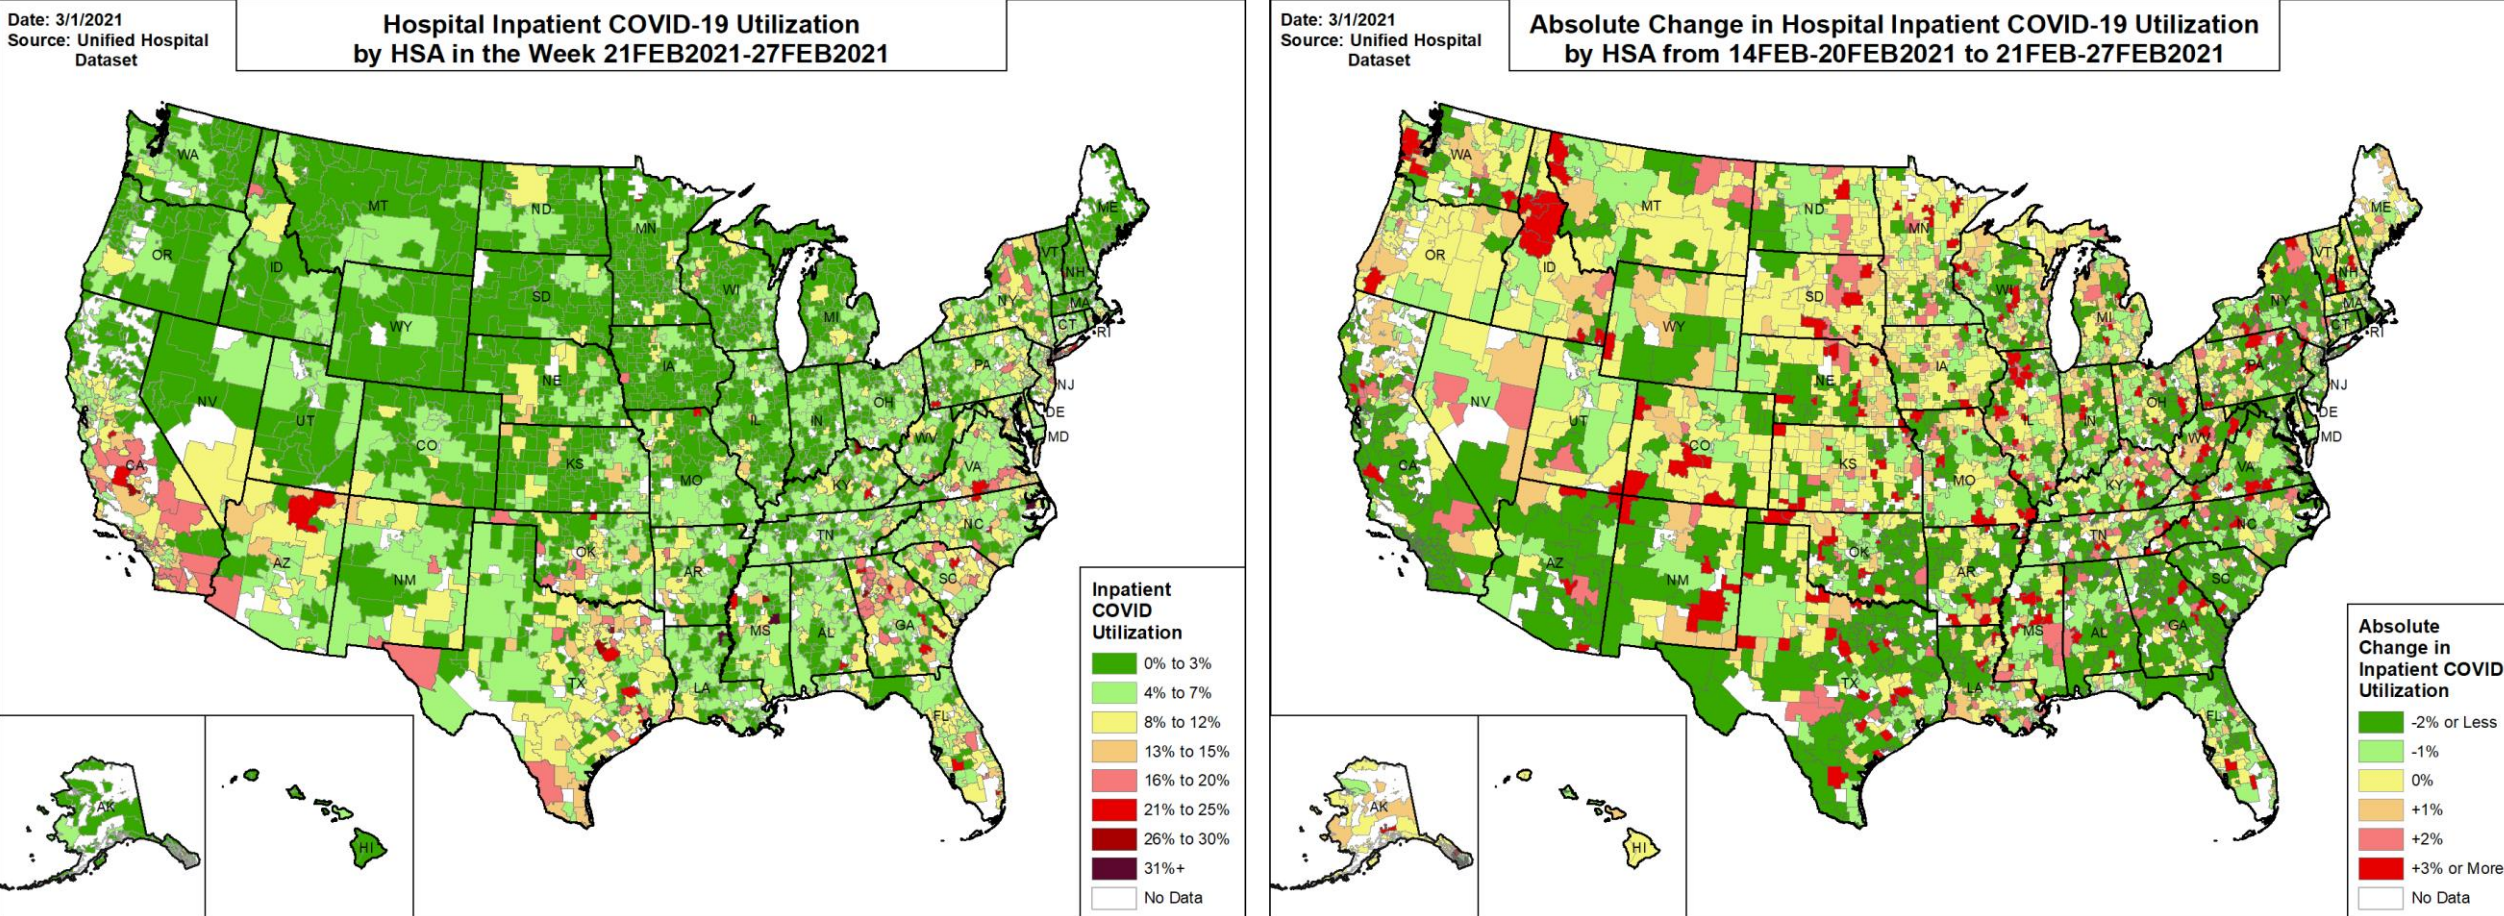 Date: 3/1/2021
Source: Unified Hospital
Dataset
Hospital Inpatient COVID-19 Utilization
by HSA in the Week 21FEB2021-27FEB2021
WA
MT
ND
MN
ME
OR
ID
SD
WI
VT
NH
WY
MI
NY
MA
CT
RI
NV
UT
CO
NE
IA
IL
IN
OH
PA
NJ
DE
MD
CA
KS
MO
KY
WV
VA
AZ
NM
OK
AR
TN
NC
SC
MS
AL
GA
TX
LA
FL
AK
HI
Inpatient
COVID
Utilization
0% to 3%
4% to 7%
8% to 12%
13% to 15%
16% to 20%
21% to 25%
26% to 30%
31%+
No Data
Date: 3/1/2021
Source: Unified Hospital
Dataset
Absolute Change in Hospital Inpatient COVID-19 Utilization
by HSA from 14FEB-20FEB2021 to 21FEB-27FEB2021
WA
MT
ND
MN
ME
OR
ID
SD
WI
VT
NH
WY
MI
NY
MA
CT
RI
NV
UT
CO
NE
IA
IL
IN
OH
PA
NJ
DE
MD
CA
KS
MO
KY
WV
VA
AZ
NM
OK
AR
TN
NC
SC
MS
AL
GA
TX
LA
FL
AK
HI
Absolute
Change in
Inpatient COVID
Utilization
-2% or Less
-1%
0%
+1%
+2%
+3% or More
No Data